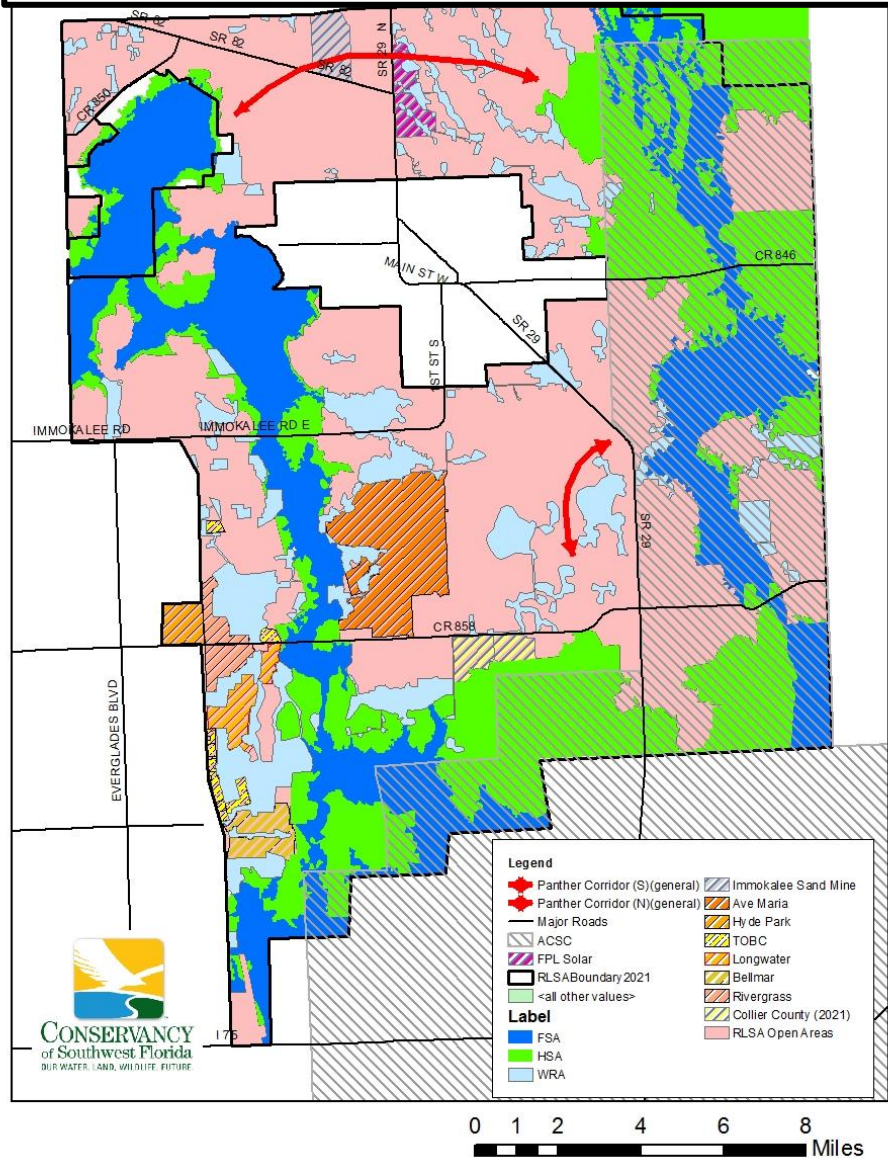 SR 82
SR 82
SR 82
SR 29 N
CR 850
CR 846
MAIN ST W
SR 29
1ST ST S
IMMOKALEE RD
IMMOKALEE RD E
SR 29
CR 858
EVERGLADES BLVD
I 75
CONSERVANCY
of Southwest Florida
OUR WATER, LAND, WILDLIFE, FUTURE.
Legend
Panther Corridor (S)(general)
Panther Corridor (N)(general)
Major Roads
ACSC
FPL Solar
RLSABoundary2021
<all other values>
Label
FSA
HSA
WRA
Immokalee Sand Mine
Ave Maria
Hyde Park
TOBC
Longwater
Bellmar
Rivergrass
Collier County (2021)
RLSA Open Areas
0 1 2 4 6 8
Miles